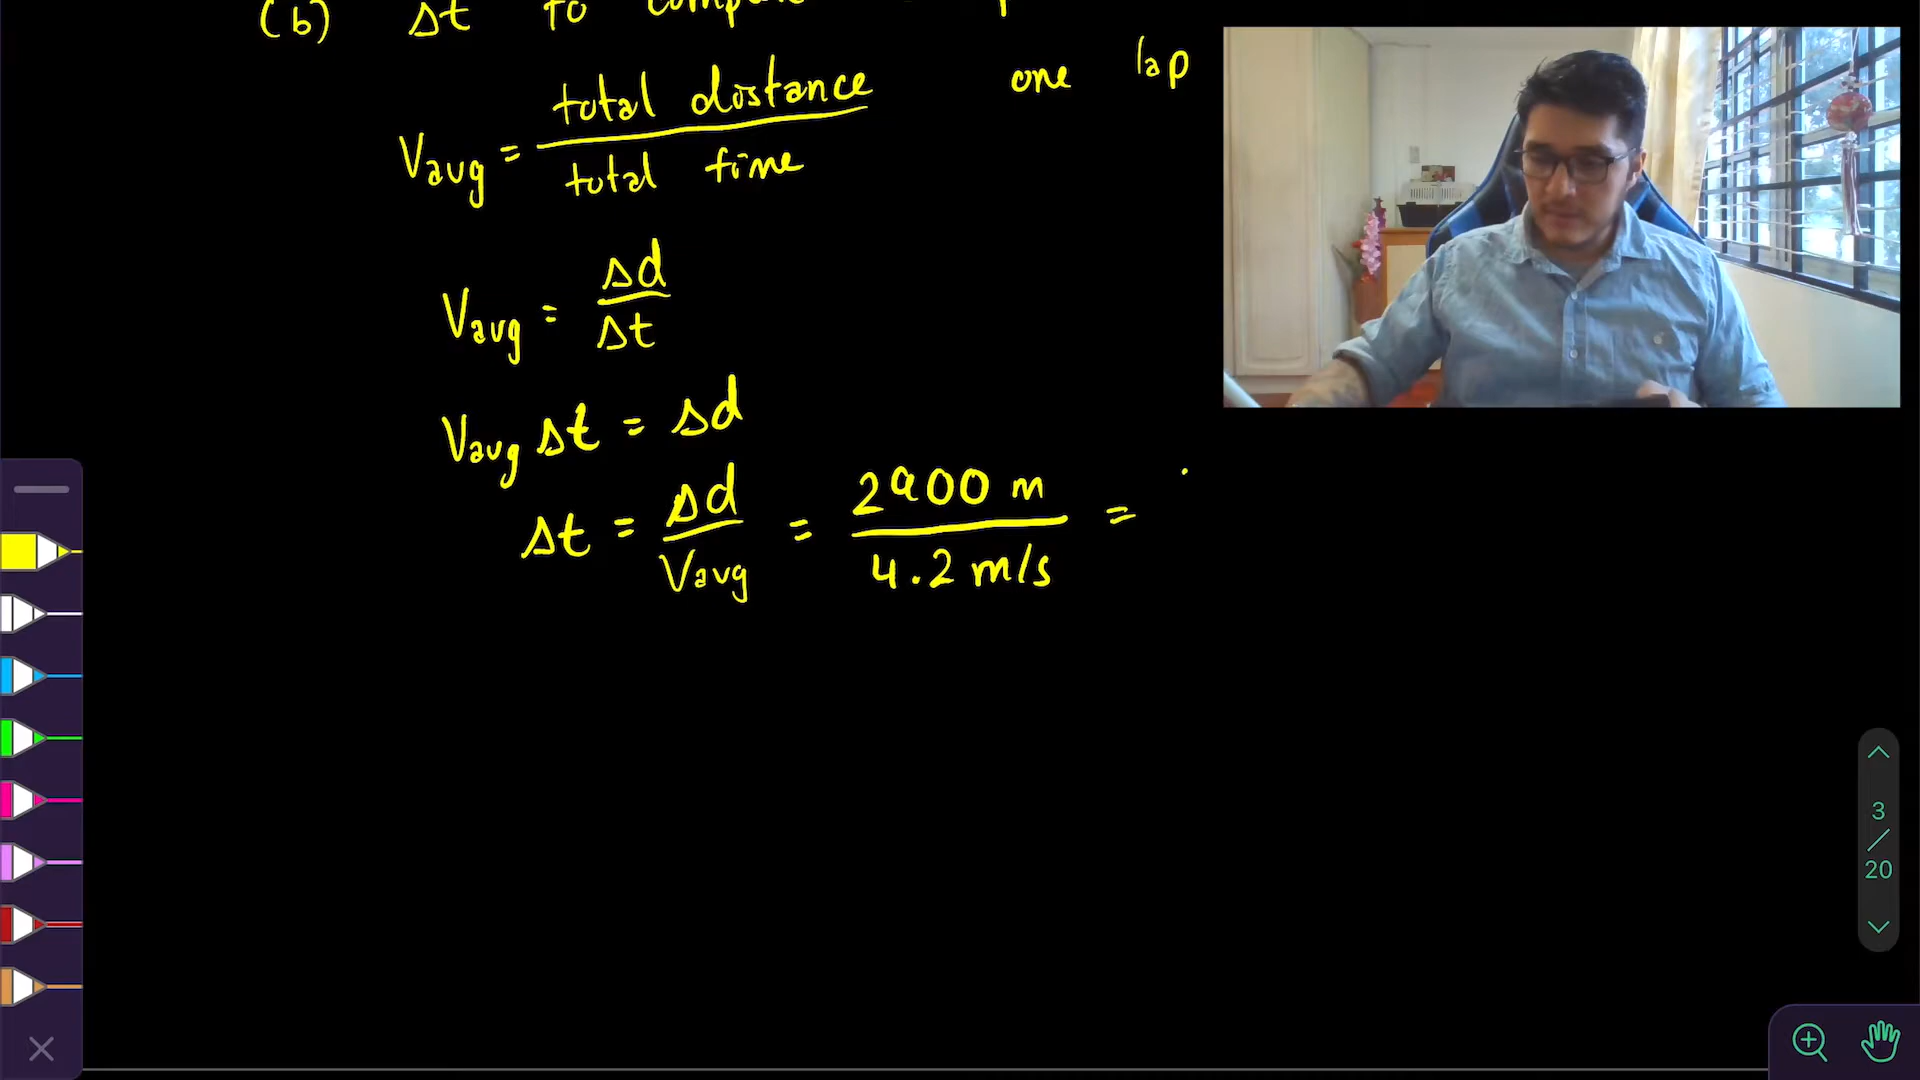 (b) Δt to
one lap
Vavg = total distance / total time
Vavg = Δd / Δt
Vavg Δt = Δd
Δt = Δd / Vavg = 2900 m / 4.2 m/s =
3 / 20